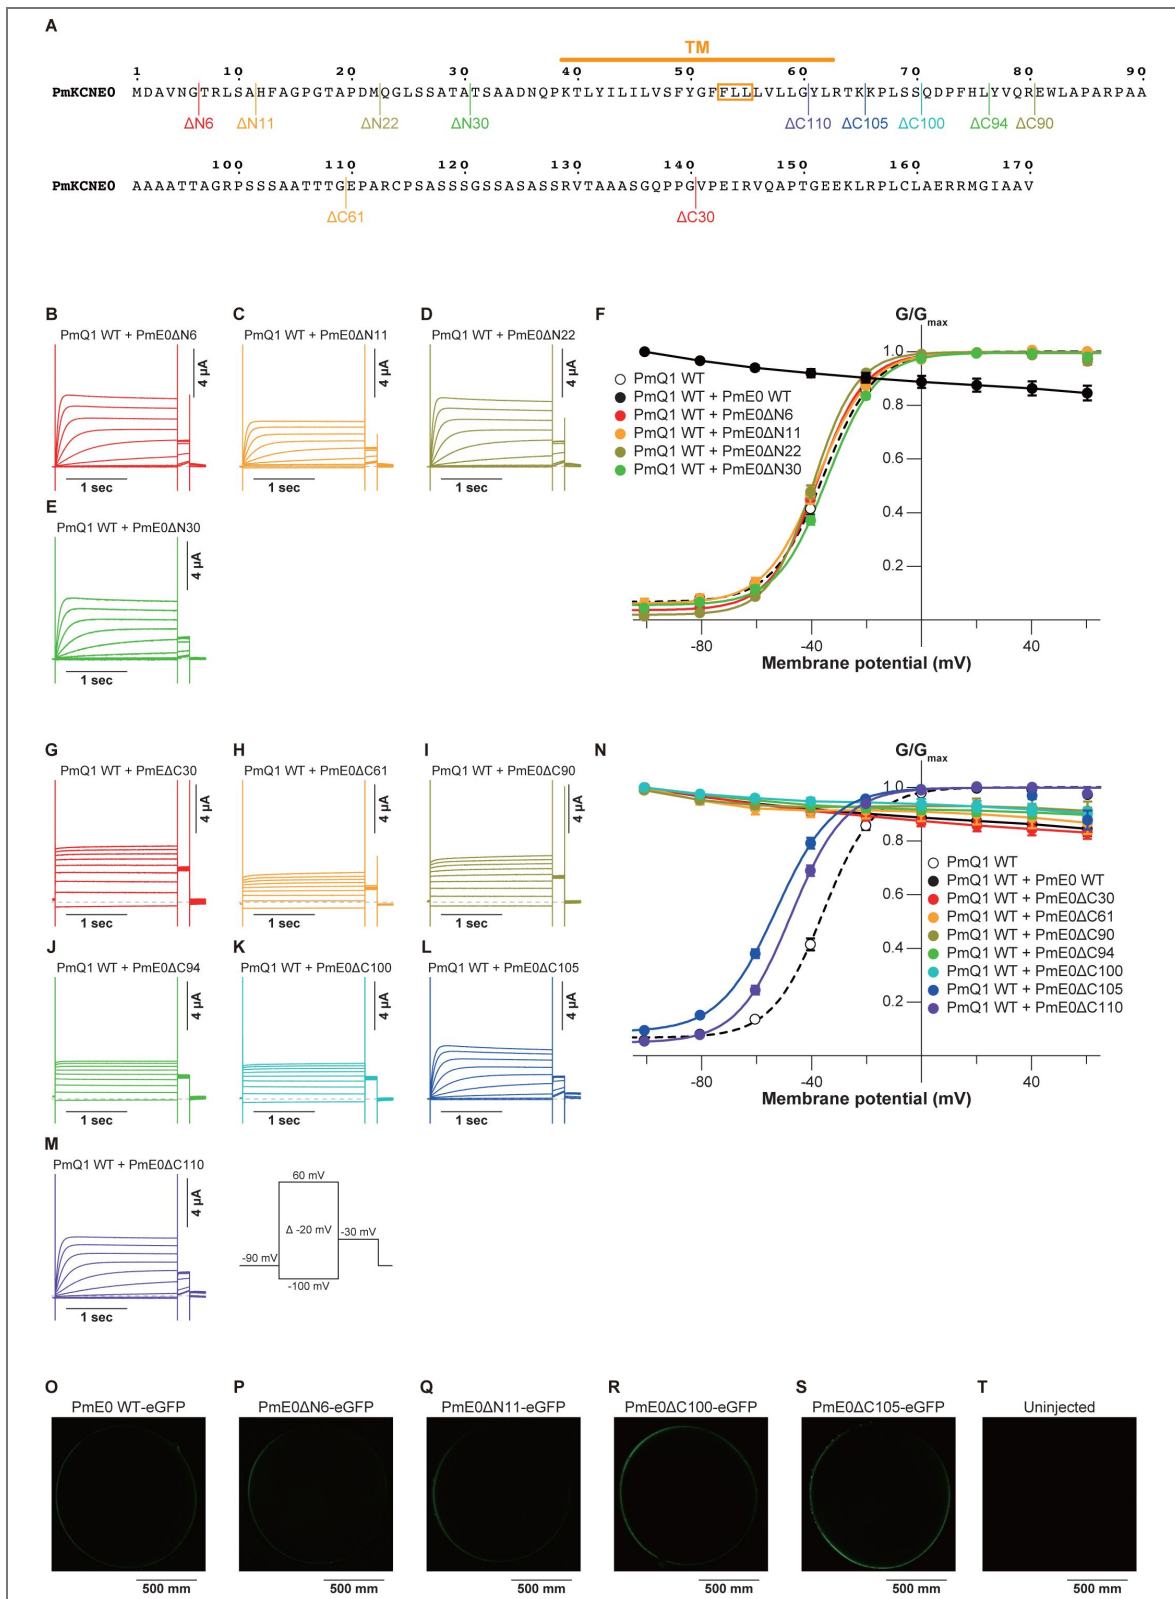 A
TM
1 10 20 30 40 50 60 70 80 90
PmKCNE0 MDAVNGTRLSAHFAGPGTAPDMQGLSSATATSAADNQPKTLYILILVSFYGFFLLLVLLGYLRTKKPLSSQDPFHLYVQREWLAPARPAA
ΔN6 ΔN11 ΔN22 ΔN30 ΔC110 ΔC105 ΔC100 ΔC94 ΔC90
100 110 120 130 140 150 160 170
PmKCNE0 AAAATTAGRPSSSAATTTGEPARCPSASSSGSSASASSRVTAAASGQPPGVPEIRVQAPTGEEKLRPLCLAERRMGIAAV
ΔC61 ΔC30
B
PmQ1 WT + PmE0ΔN6
4 µA
1 sec
C
PmQ1 WT + PmE0ΔN11
4 µA
1 sec
D
PmQ1 WT + PmE0ΔN22
4 µA
1 sec
E
PmQ1 WT + PmE0ΔN30
4 µA
1 sec
F
G/Gmax
1.0
0.8
0.6
0.4
0.2
PmQ1 WT
PmQ1 WT + PmE0 WT
PmQ1 WT + PmE0ΔN6
PmQ1 WT + PmE0ΔN11
PmQ1 WT + PmE0ΔN22
PmQ1 WT + PmE0ΔN30
-80 -40 40
Membrane potential (mV)
G
PmQ1 WT + PmEΔC30
4 µA
1 sec
H
PmQ1 WT + PmE0ΔC61
4 µA
1 sec
I
PmQ1 WT + PmE0ΔC90
4 µA
1 sec
J
PmQ1 WT + PmE0ΔC94
4 µA
1 sec
K
PmQ1 WT + PmE0ΔC100
4 µA
1 sec
L
PmQ1 WT + PmE0ΔC105
4 µA
1 sec
M
PmQ1 WT + PmE0ΔC110
4 µA
1 sec
60 mV
Δ -20 mV
-30 mV
-90 mV
-100 mV
N
G/Gmax
1.0
0.8
0.6
0.4
0.2
PmQ1 WT
PmQ1 WT + PmE0 WT
PmQ1 WT + PmE0ΔC30
PmQ1 WT + PmE0ΔC61
PmQ1 WT + PmE0ΔC90
PmQ1 WT + PmE0ΔC94
PmQ1 WT + PmE0ΔC100
PmQ1 WT + PmE0ΔC105
PmQ1 WT + PmE0ΔC110
-80 -40 40
Membrane potential (mV)
O P Q R S T
PmE0 WT-eGFP PmE0ΔN6-eGFP PmE0ΔN11-eGFP PmE0ΔC100-eGFP PmE0ΔC105-eGFP Uninjected
500 mm 500 mm 500 mm 500 mm 500 mm 500 mm